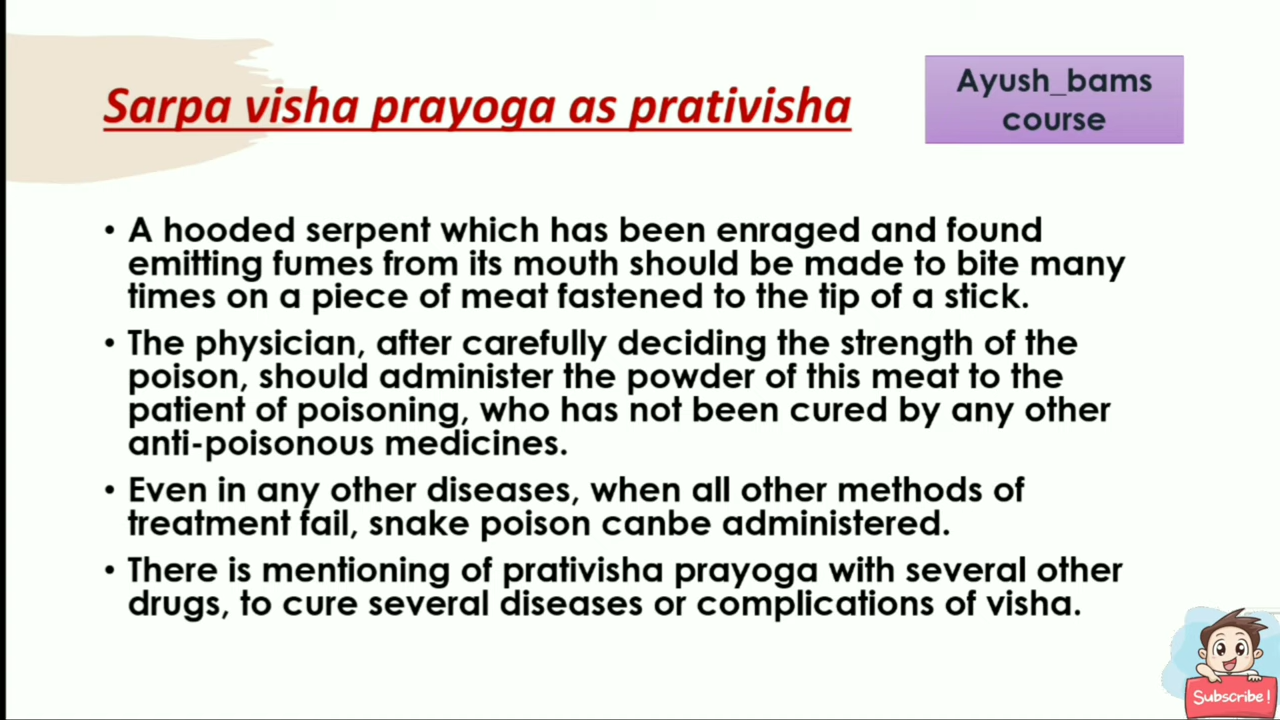 Sarpa visha prayoga as prativisha
Ayush_bams
course
• A hooded serpent which has been enraged and found
emitting fumes from its mouth should be made to bite many
times on a piece of meat fastened to the tip of a stick.
• The physician, after carefully deciding the strength of the
poison, should administer the powder of this meat to the
patient of poisoning, who has not been cured by any other
anti-poisonous medicines.
• Even in any other diseases, when all other methods of
treatment fail, snake poison canbe administered.
• There is mentioning of prativisha prayoga with several other
drugs, to cure several diseases or complications of visha.
Subscribe!